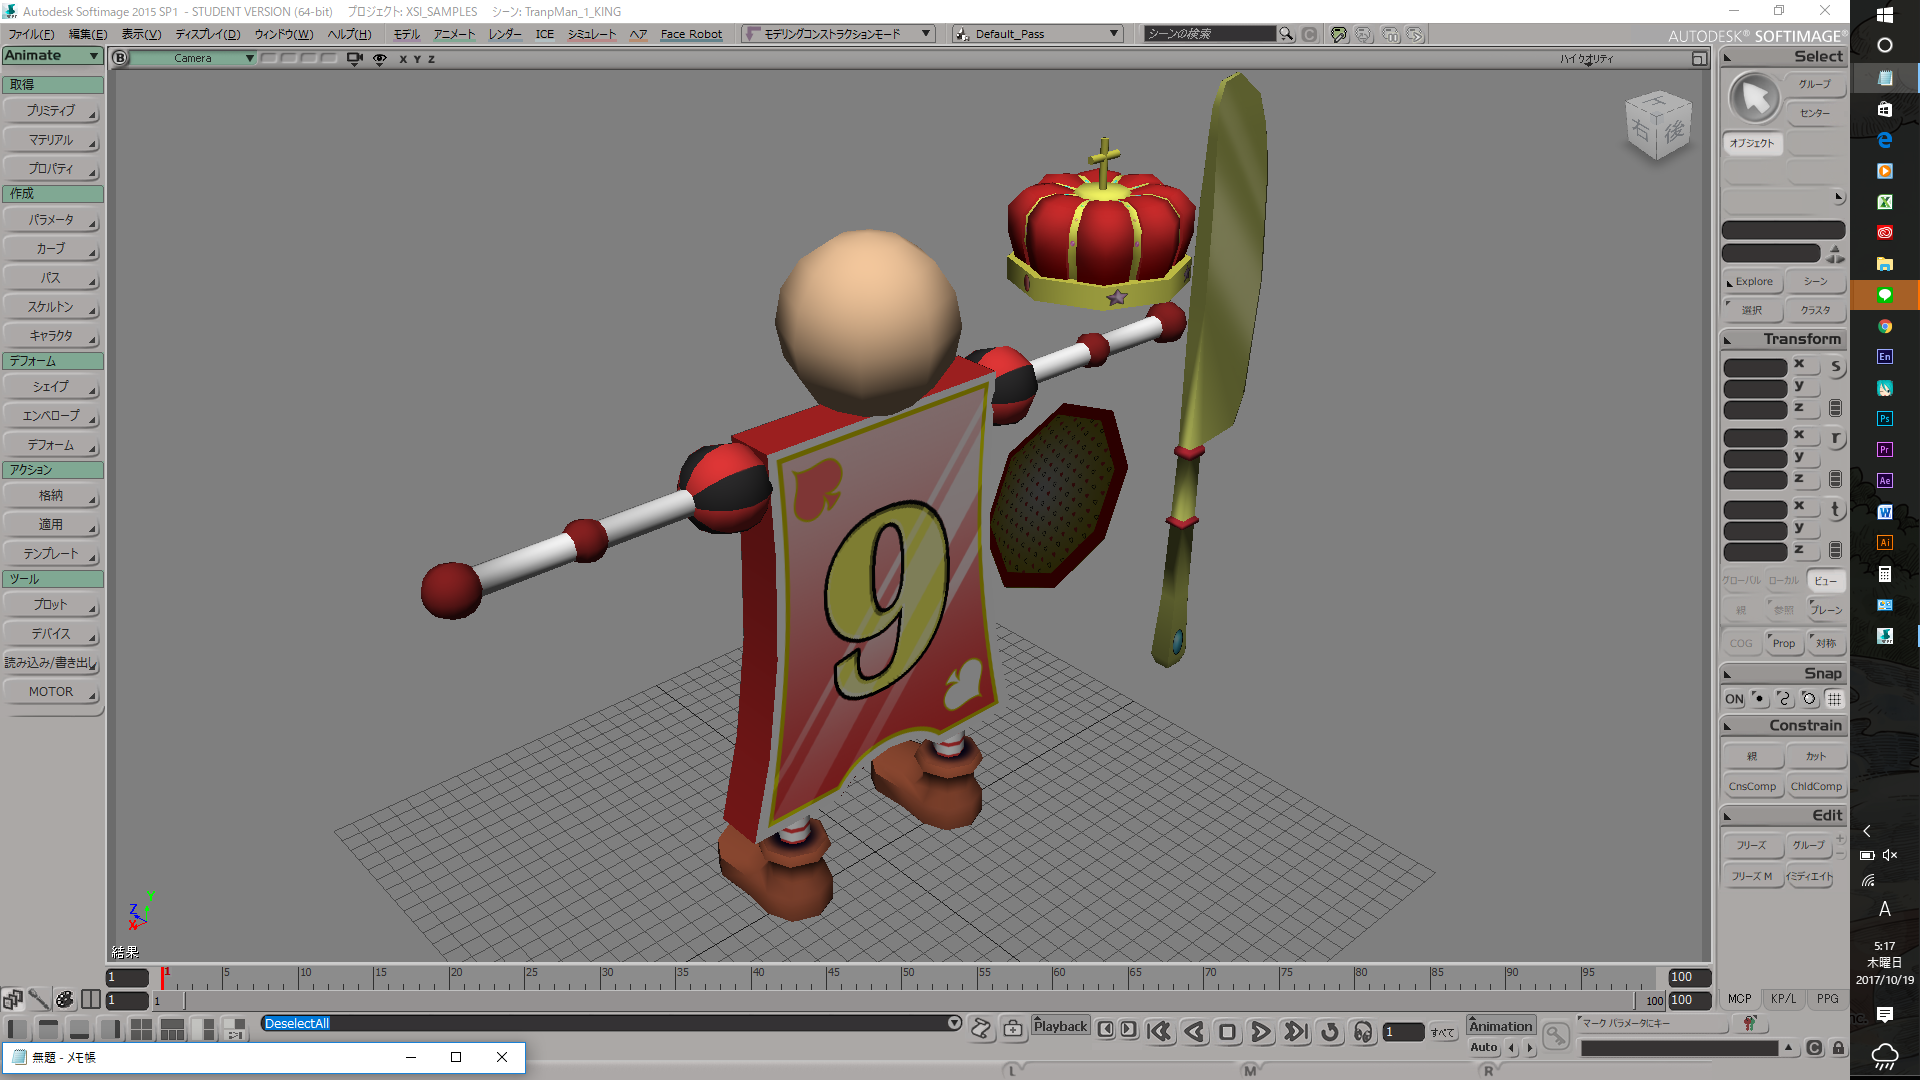 Autodesk Softimage 2015 SP1 - STUDENT VERSION (64-bit) プロジェクト: XSI_SAMPLES シーン: TranpMan_1_KING
ファイル(F) 編集(E) 表示(V) ディスプレイ(D) ウィンドウ(W) ヘルプ(H) モデル アニメート レンダー ICE シミュレート ヘア Face Robot モデリングコンストラクションモード Default_Pass シーンの検索 C AUTODESK® SOFTIMAGE®
Animate B Camera X Y Z ハイクオリティ
取得
プリミティブ
マテリアル
プロパティ
作成
パラメータ
カーブ
パス
スケルトン
キャラクタ
デフォーム
シェイプ
エンベロープ
デフォーム
アクション
格納
適用
テンプレート
ツール
プロット
デバイス
読み込み/書き出し
MOTOR
右 後
9
Y
Z
X
結果
Select
グループ
センター
オブジェクト
Explore シーン
選択 クラスタ
Transform
x s
y
z
x r
y
z
x t
y
z
グローバル ローカル ビュー
親 参照 プレーン
COG Prop 対称
Snap
ON
Constrain
親 カット
CnsComp ChldComp
Edit
フリーズ グループ
フリーズ M イミディエイト
MCP KP/L PPG
1 1 5 10 15 20 25 30 35 40 45 50 55 60 65 70 75 80 85 90 95 100
1 1 100 100
DeselectAll Playback 1 すべて Animation マーク パラメータにキー
Auto C
無題 - メモ帳
L M R
En
Ps
Pr
Ae
W
Ai
A
5:17
木曜日
2017/10/19